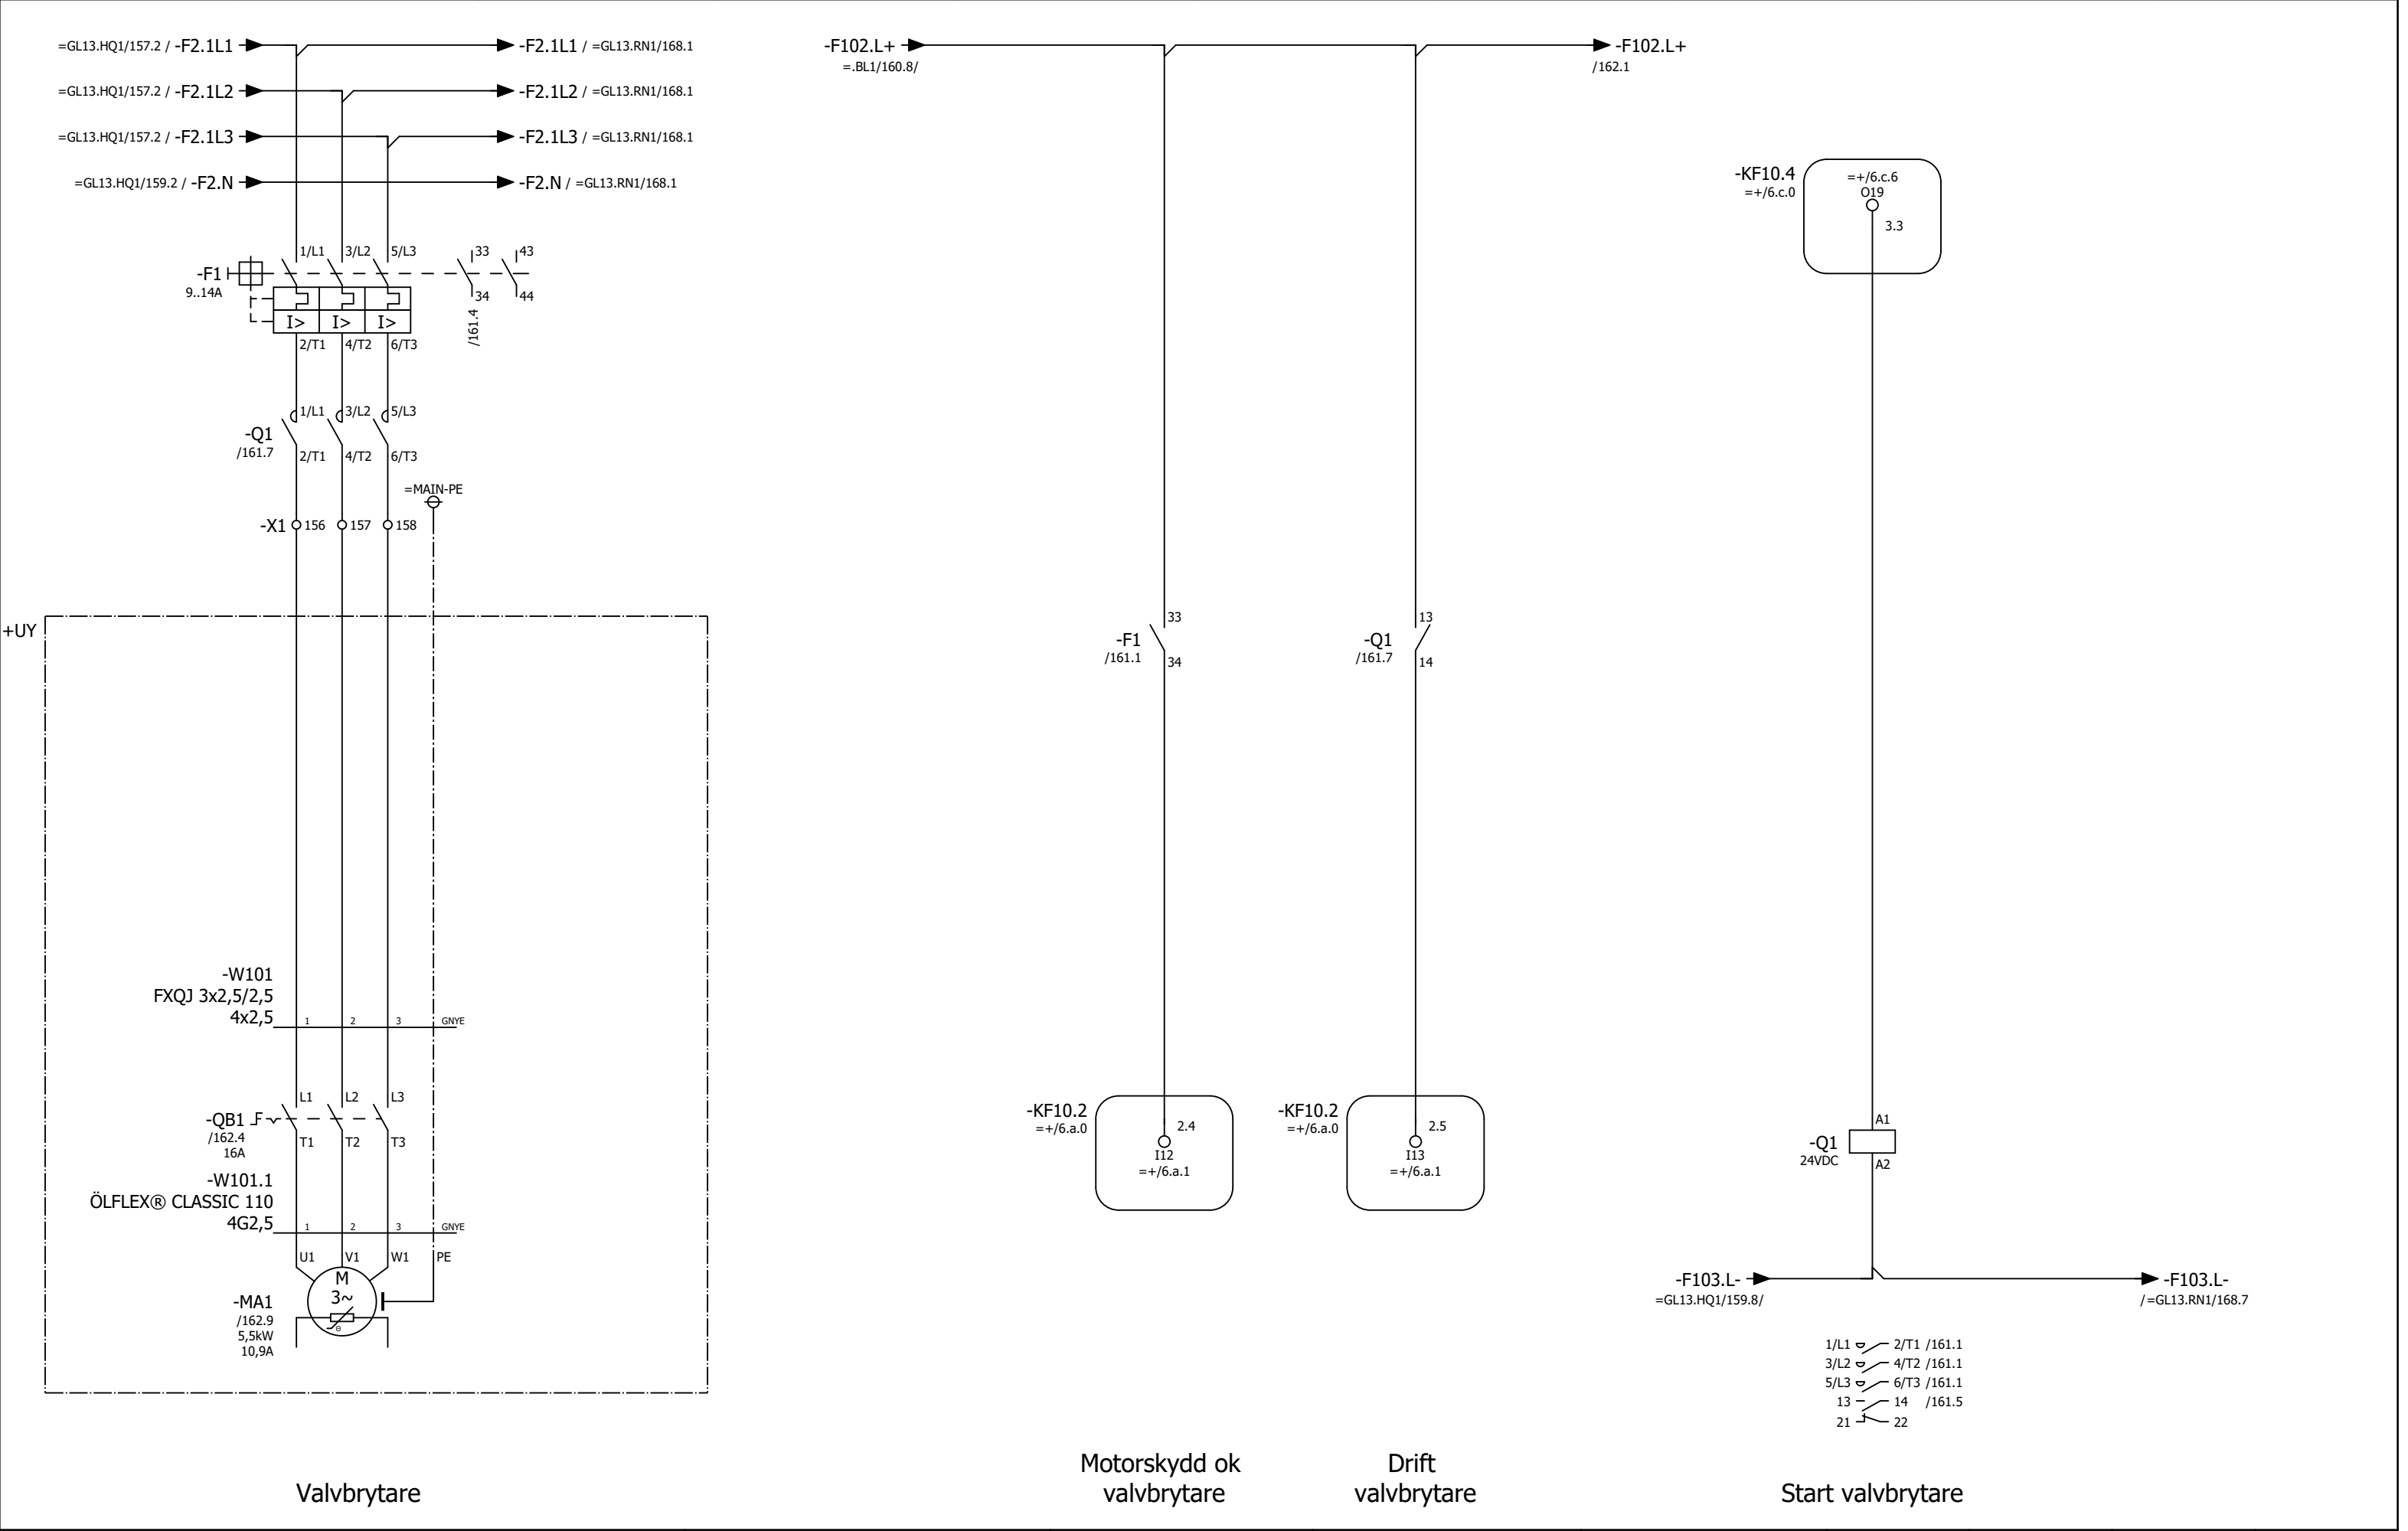 =GL13.HQ1/157.2 / -F2.1L1
-F2.1L1 / =GL13.RN1/168.1
=GL13.HQ1/157.2 / -F2.1L2
-F2.1L2 / =GL13.RN1/168.1
=GL13.HQ1/157.2 / -F2.1L3
-F2.1L3 / =GL13.RN1/168.1
=GL13.HQ1/159.2 / -F2.N
-F2.N / =GL13.RN1/168.1
1/L1 3/L2 5/L3 33 43
-F1
9..14A
34 44
I> I> I>
/161.4
2/T1 4/T2 6/T3
1/L1 3/L2 5/L3
-Q1
/161.7
2/T1 4/T2 6/T3
=MAIN-PE
-X1 156 157 158
+UY
-W101
FXQJ 3x2,5/2,5
4x2,5
1 2 3 GNYE
L1 L2 L3
-QB1
/162.4
16A
T1 T2 T3
-W101.1
ÖLFLEX® CLASSIC 110
4G2,5
1 2 3 GNYE
U1 V1 W1 PE
M
3~
-MA1
/162.9
5,5kW
10,9A
θ
Valvbrytare
-F102.L+
=.BL1/160.8/
-F102.L+
/162.1
33
-F1
/161.1
34
-KF10.2
=+/6.a.0
2.4
I12
=+/6.a.1
Motorskydd ok
valvbrytare
13
-Q1
/161.7
14
-KF10.2
=+/6.a.0
2.5
I13
=+/6.a.1
Drift
valvbrytare
-KF10.4
=+/6.c.0
=+/6.c.6
O19
3.3
A1
-Q1
24VDC
A2
-F103.L-
=GL13.HQ1/159.8/
-F103.L-
/=GL13.RN1/168.7
1/L1 2/T1 /161.1
3/L2 4/T2 /161.1
5/L3 6/T3 /161.1
13 14 /161.5
21 22
Start valvbrytare